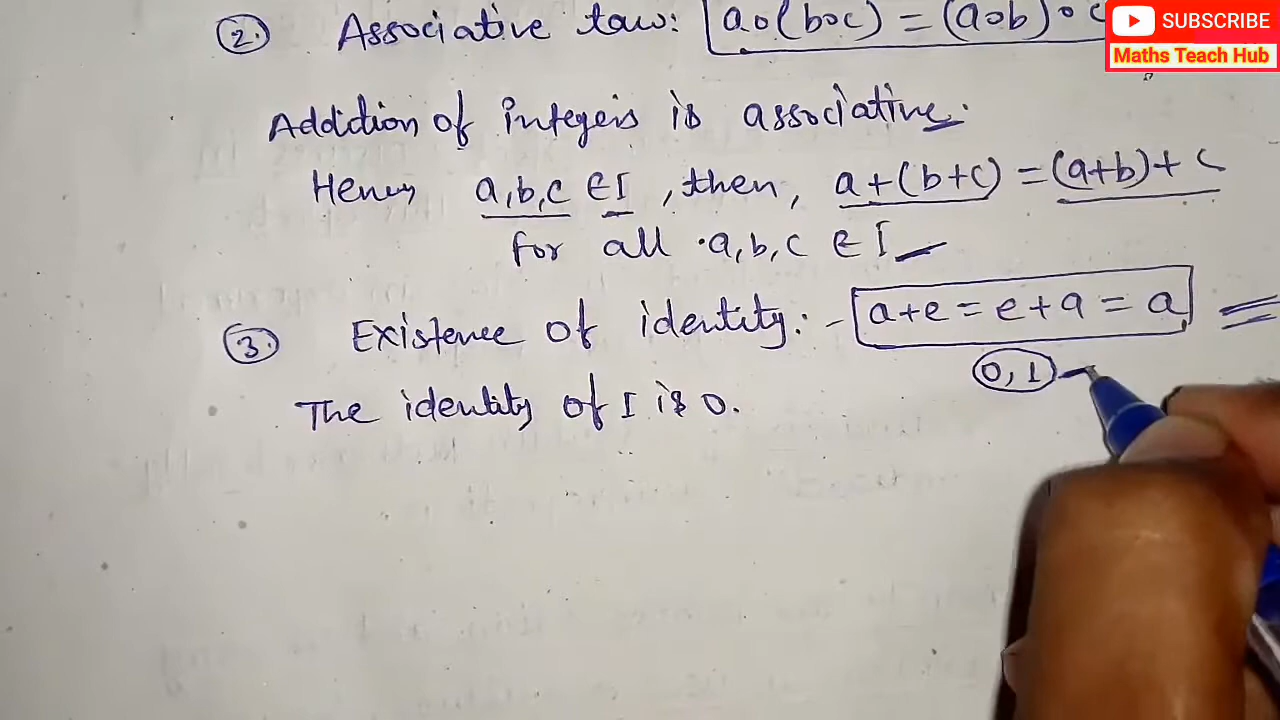 2. Associative law: a∘(b∘c) = (a∘b)∘c
SUBSCRIBE
Maths Teach Hub
Addition of integers is associative.
Hence, a,b,c ∈ I, then, a+(b+c) = (a+b)+c
for all a,b,c ∈ I
3. Existence of identity:- a+e = e+a = a
0,1
The identity of I is 0.